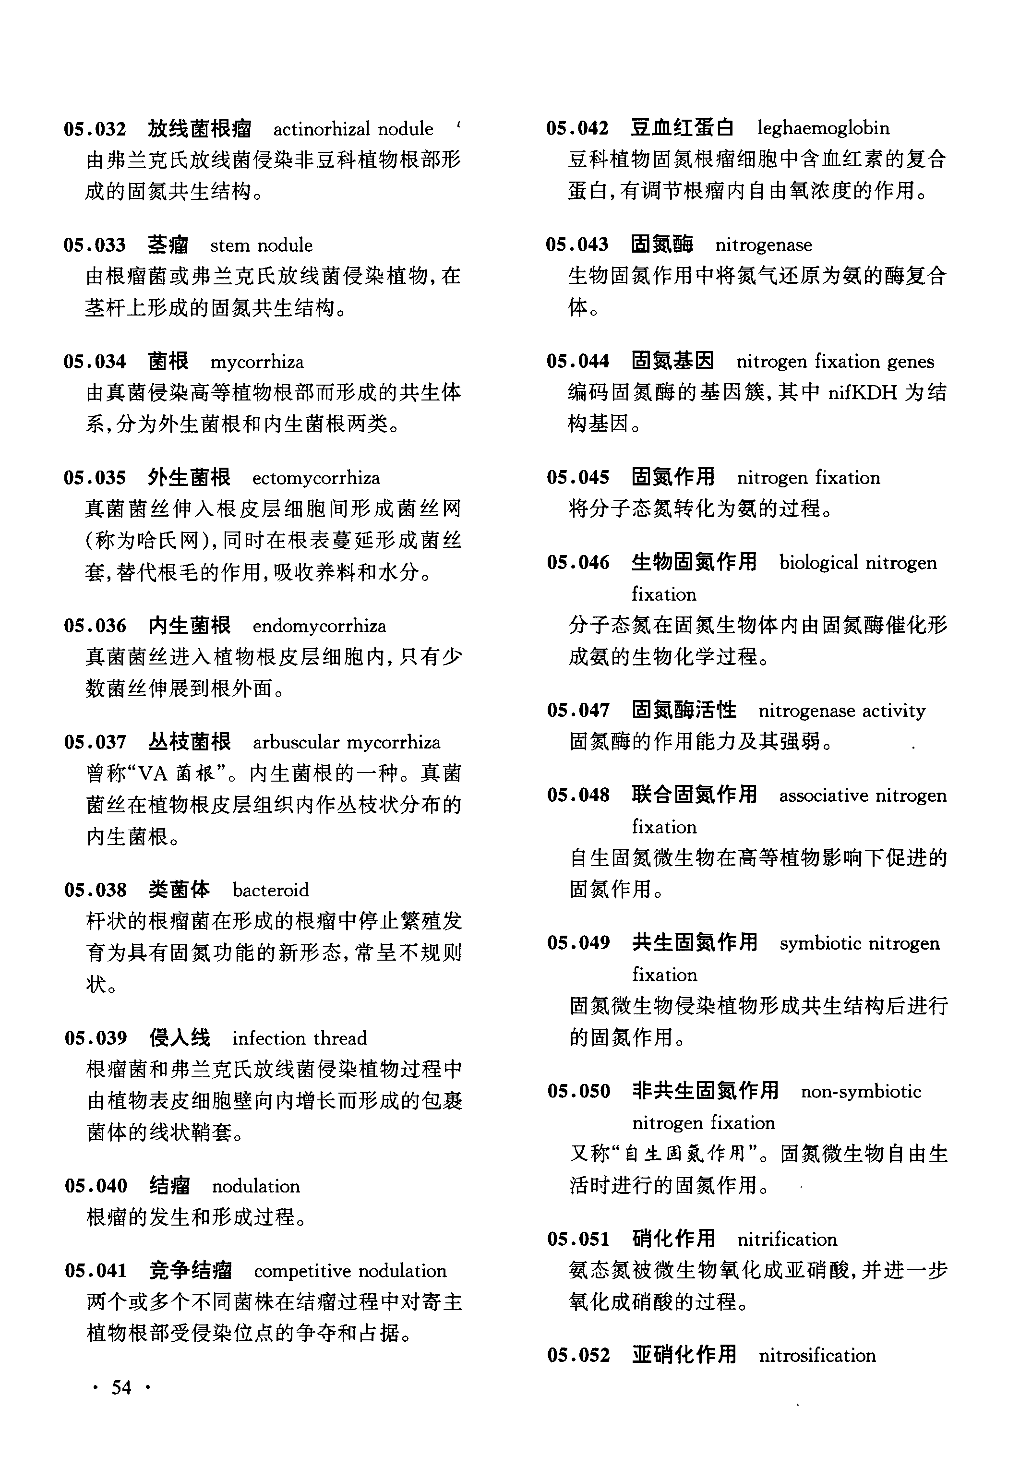 05.032 放线菌根瘤 actinorhizal nodule
由弗兰克氏放线菌侵染非豆科植物根部形
成的固氮共生结构。
05.033 茎瘤 stem nodule
由根瘤菌或弗兰克氏放线菌侵染植物,在
茎杆上形成的固氮共生结构。
05.034 菌根 mycorrhiza
由真菌侵染高等植物根部而形成的共生体
系,分为外生菌根和内生菌根两类。
05.035 外生菌根 ectomycorrhiza
真菌菌丝伸入根皮层细胞间形成菌丝网
(称为哈氏网),同时在根表蔓延形成菌丝
套,替代根毛的作用,吸收养料和水分。
05.036 内生菌根 endomycorrhiza
真菌菌丝进入植物根皮层细胞内,只有少
数菌丝伸展到根外面。
05.037 丛枝菌根 arbuscular mycorrhiza
曾称“VA 菌根”。内生菌根的一种。真菌
菌丝在植物根皮层组织内作丛枝状分布的
内生菌根。
05.038 类菌体 bacteroid
杆状的根瘤菌在形成的根瘤中停止繁殖发
育为具有固氮功能的新形态,常呈不规则
状。
05.039 侵入线 infection thread
根瘤菌和弗兰克氏放线菌侵染植物过程中
由植物表皮细胞壁向内增长而形成的包裹
菌体的线状鞘套。
05.040 结瘤 nodulation
根瘤的发生和形成过程。
05.041 竞争结瘤 competitive nodulation
两个或多个不同菌株在结瘤过程中对寄主
植物根部受侵染位点的争夺和占据。
· 54 ·
05.042 豆血红蛋白 leghaemoglobin
豆科植物固氮根瘤细胞中含血红素的复合
蛋白,有调节根瘤内自由氧浓度的作用。
05.043 固氮酶 nitrogenase
生物固氮作用中将氮气还原为氨的酶复合
体。
05.044 固氮基因 nitrogen fixation genes
编码固氮酶的基因簇,其中 nifKDH 为结
构基因。
05.045 固氮作用 nitrogen fixation
将分子态氮转化为氨的过程。
05.046 生物固氮作用 biological nitrogen
fixation
分子态氮在固氮生物体内由固氮酶催化形
成氨的生物化学过程。
05.047 固氮酶活性 nitrogenase activity
固氮酶的作用能力及其强弱。
05.048 联合固氮作用 associative nitrogen
fixation
自生固氮微生物在高等植物影响下促进的
固氮作用。
05.049 共生固氮作用 symbiotic nitrogen
fixation
固氮微生物侵染植物形成共生结构后进行
的固氮作用。
05.050 非共生固氮作用 non-symbiotic
nitrogen fixation
又称“自生固氮作用”。固氮微生物自由生
活时进行的固氮作用。
05.051 硝化作用 nitrification
氨态氮被微生物氧化成亚硝酸,并进一步
氧化成硝酸的过程。
05.052 亚硝化作用 nitrosification